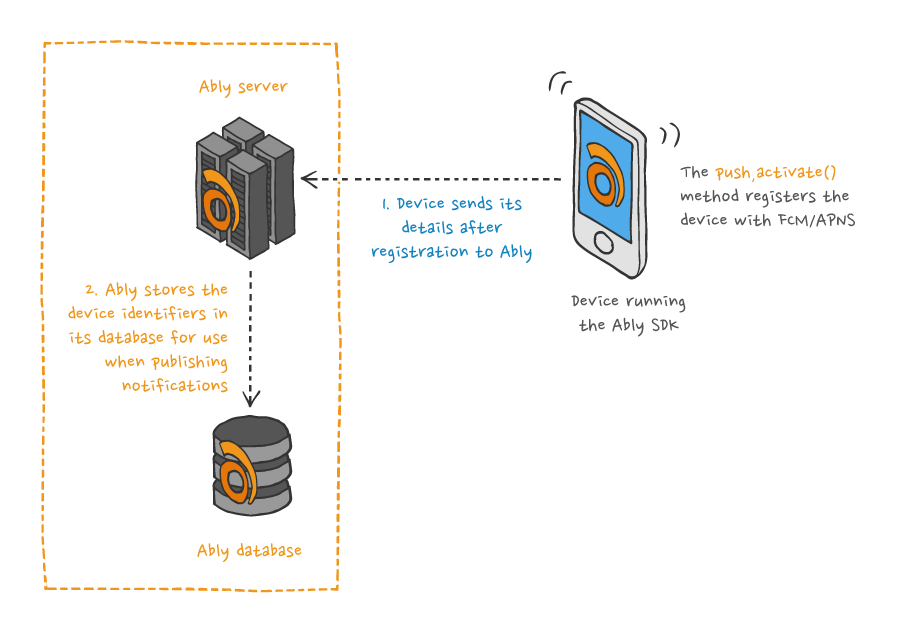 Ably server
1. Device sends its
details after
registration to Ably
The push.activate()
method registers the
device with FCM/APNS
Device running
the Ably SDK
2. Ably stores the
device identifiers in
its database for use
when publishing
notifications
Ably database